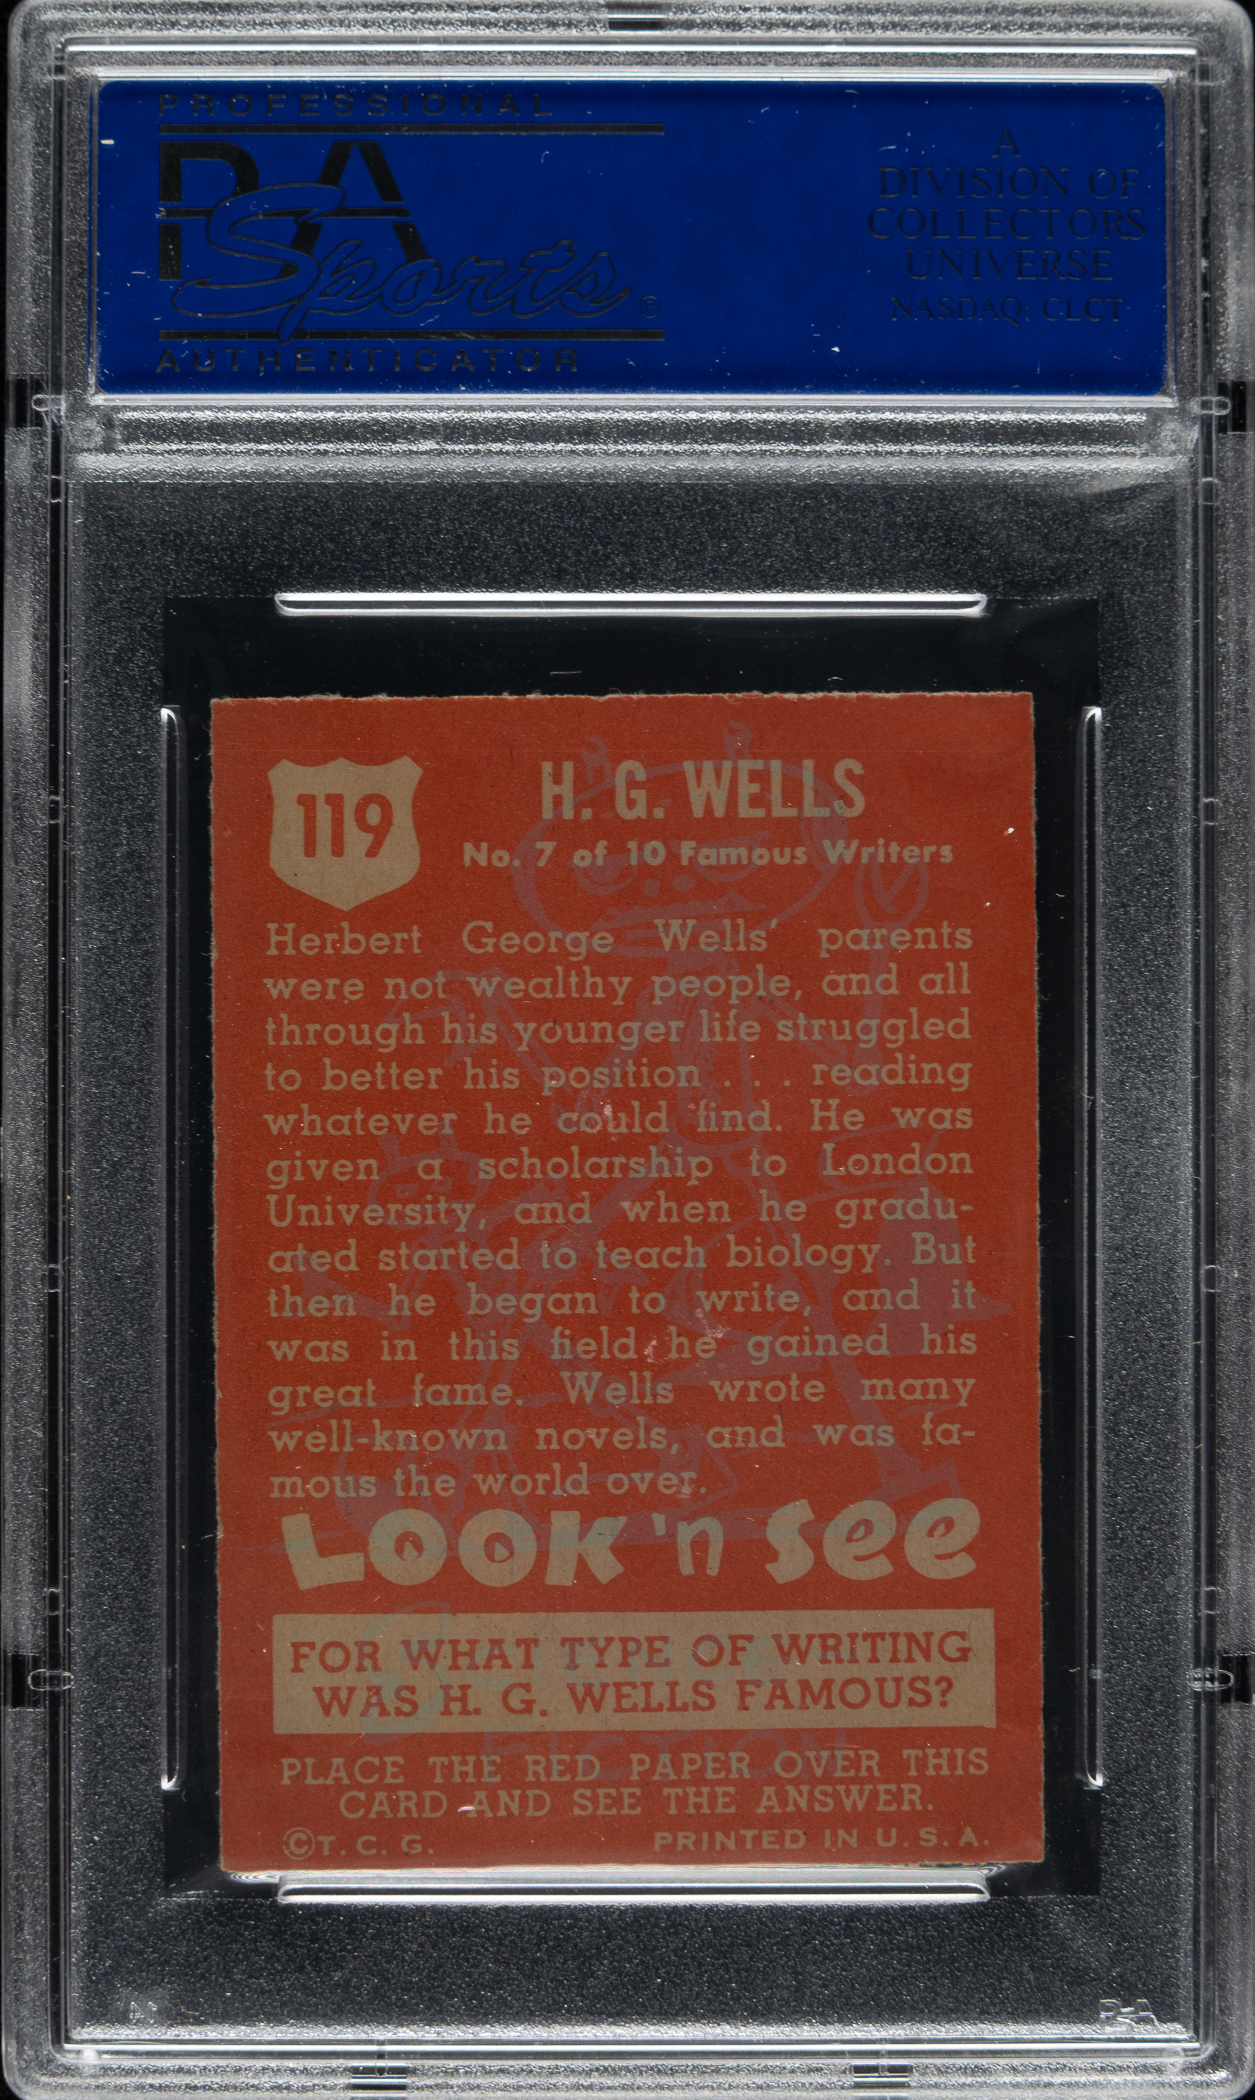 PROFESSIONAL
PSA
Sports®
AUTHENTICATOR
A
DIVISION OF
COLLECTORS
UNIVERSE
NASDAQ: CLCT
119
H. G. WELLS
No. 7 of 10 Famous Writers
Herbert George Wells' parents
were not wealthy people, and all
through his younger life struggled
to better his position . . . reading
whatever he could find. He was
given a scholarship to London
University, and when he gradu-
ated started to teach biology. But
then he began to write, and it
was in this field he gained his
great fame. Wells wrote many
well-known novels, and was fa-
mous the world over.
LOOK 'n SEE
FOR WHAT TYPE OF WRITING
WAS H. G. WELLS FAMOUS?
Science
FICTION
PLACE THE RED PAPER OVER THIS
CARD AND SEE THE ANSWER.
©T. C. G. PRINTED IN U. S. A.